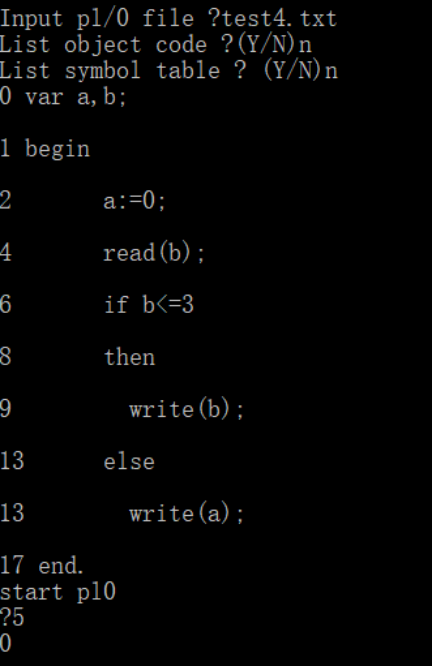 Input pl/0 file ?test4.txt
List object code ?(Y/N)n
List symbol table ? (Y/N)n
0 var a,b;
1 begin
2       a:=0;
4       read(b);
6       if b<=3
8       then
9         write(b);
13      else
13        write(a);
17 end.
start pl0
?5
0